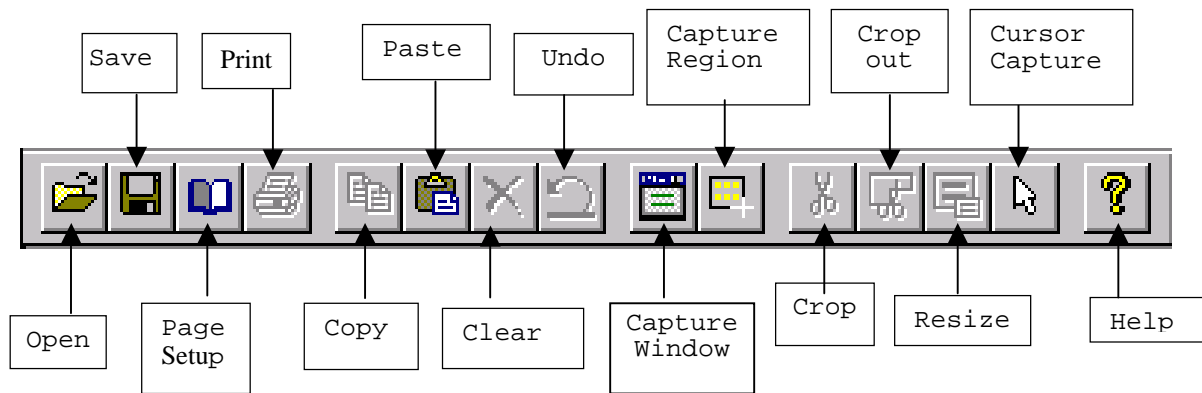 Save
Print
Paste
Undo
Capture
Region
Crop
out
Cursor
Capture
Open
Page
Setup
Copy
Clear
Capture
Window
Crop
Resize
Help